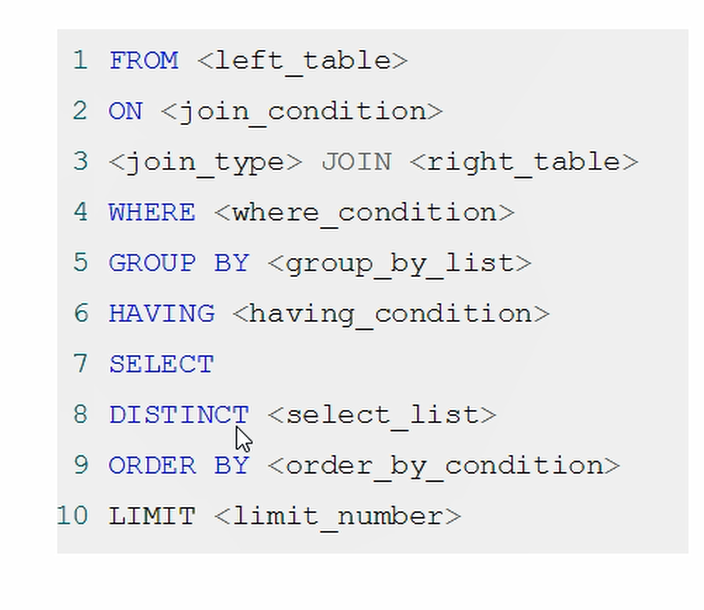 1 FROM <left_table>
2 ON <join_condition>
3 <join_type> JOIN <right_table>
4 WHERE <where_condition>
5 GROUP BY <group_by_list>
6 HAVING <having_condition>
7 SELECT
8 DISTINCT <select_list>
9 ORDER BY <order_by_condition>
10 LIMIT <limit_number>